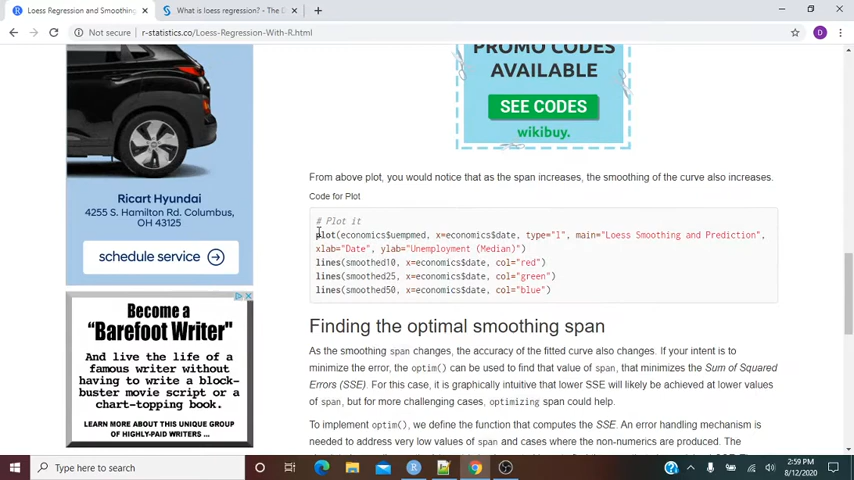 Loess Regression and Smoothing
What is loess regression? - The D
Not secure
r-statistics.co/Loess-Regression-With-R.html
D
PROMO CODES
AVAILABLE
SEE CODES
wikibuy.
Ricart Hyundai
4255 S. Hamilton Rd. Columbus,
OH 43125
schedule service
Become a
"Barefoot Writer"
And live the life of a
famous writer without
having to write a block-
buster movie script or a
chart-topping book.
LEARN MORE ABOUT THIS UNIQUE GROUP
OF HIGHLY-PAID WRITERS ...
From above plot, you would notice that as the span increases, the smoothing of the curve also increases.
Code for Plot
# Plot it
plot(economics$uempmed, x=economics$date, type="l", main="Loess Smoothing and Prediction",
xlab="Date", ylab="Unemployment (Median)")
lines(smoothed10, x=economics$date, col="red")
lines(smoothed25, x=economics$date, col="green")
lines(smoothed50, x=economics$date, col="blue")
Finding the optimal smoothing span
As the smoothing span changes, the accuracy of the fitted curve also changes. If your intent is to
minimize the error, the optim() can be used to find that value of span, that minimizes the Sum of Squared
Errors (SSE). For this case, it is graphically intuitive that lower SSE will likely be achieved at lower values
of span, but for more challenging cases, optimizing span could help.
To implement optim(), we define the function that computes the SSE. An error handling mechanism is
needed to address very low values of span and cases where the non-numerics are produced. The
Type here to search
2:59 PM
8/12/2020